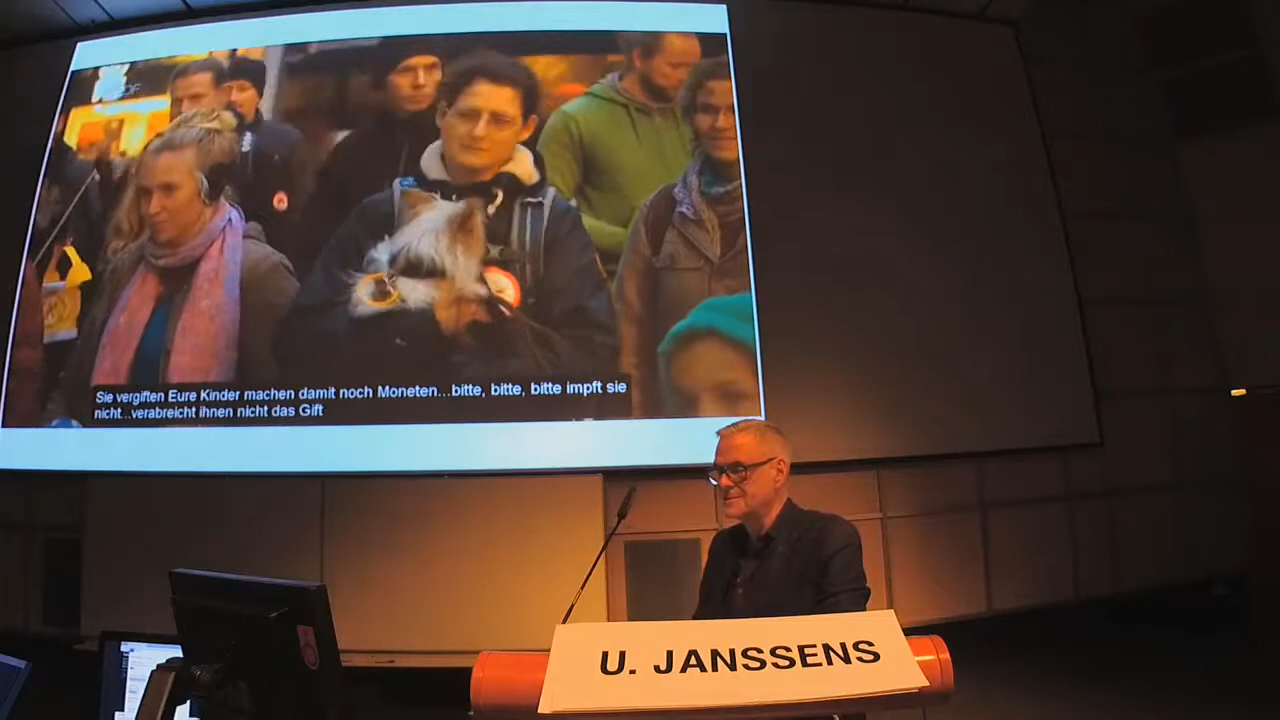 Sie vergiften Eure Kinder machen damit noch Moneten...bitte, bitte, bitte impft sie
nicht...verabreicht ihnen nicht das Gift
U. JANSSENS